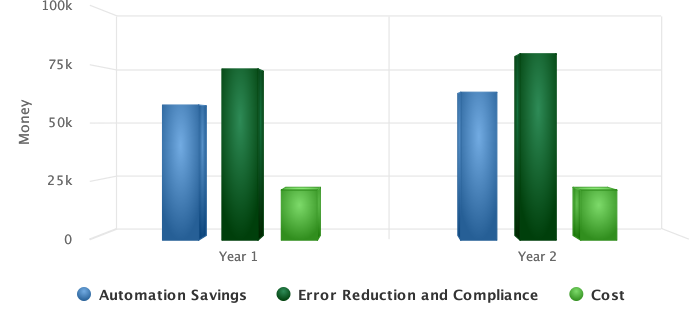 100k
75k
50k
25k
0
Money
Year 1
Year 2
Automation Savings
Error Reduction and Compliance
Cost